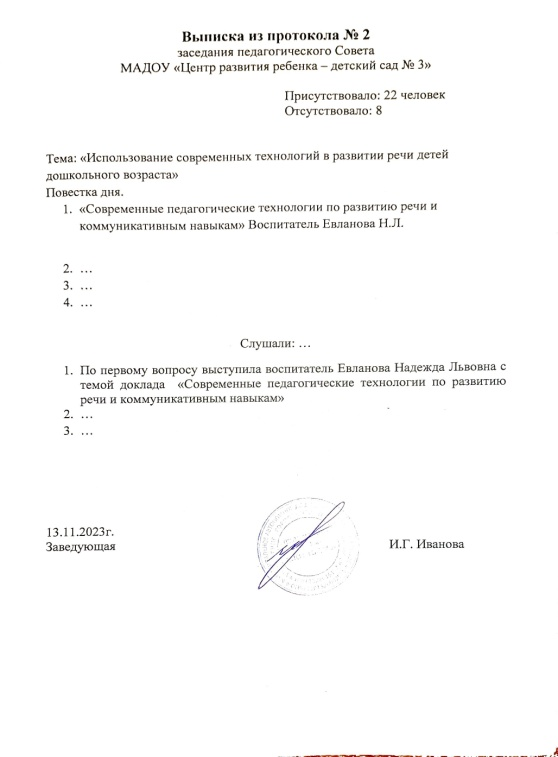 Выписка из протокола № 2
заседания педагогического Совета
МАДОУ «Центр развития ребенка – детский сад № 3»
Присутствовало: 22 человек
Отсутствовало: 8
Тема: «Использование современных технологий в развитии речи детей
дошкольного возраста»
Повестка дня.
1. «Современные педагогические технологии по развитию речи и
коммуникативным навыкам» Воспитатель Евланова Н.Л.
2. …
3. …
4. …
Слушали: …
1. По первому вопросу выступила воспитатель Евланова Надежда Львовна с
темой доклада «Современные педагогические технологии по развитию
речи и коммуникативным навыкам»
2. …
3. …
13.11.2023г.
Заведующая И.Г. Иванова